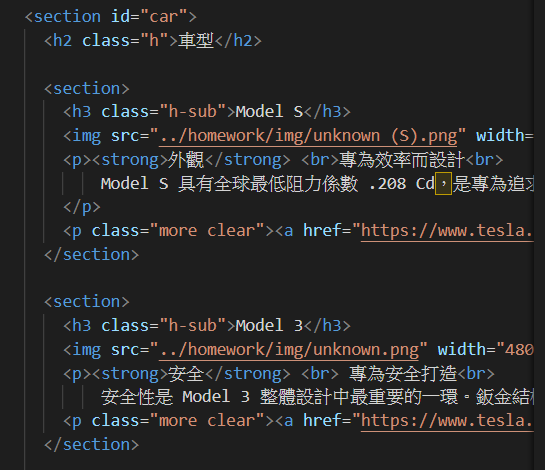 <section id="car">
<h2 class="h">車型</h2>
<section>
<h3 class="h-sub">Model S</h3>
<img src="../homework/img/unknown (S).png" width=
<p><strong>外觀</strong> <br>專為效率而設計<br>
Model S 具有全球最低阻力係數 .208 Cd，是專為追求
</p>
<p class="more clear"><a href="https://www.tesla.
</section>
<section>
<h3 class="h-sub">Model 3</h3>
<img src="../homework/img/unknown.png" width="480
<p><strong>安全</strong> <br> 專為安全打造<br>
安全性是 Model 3 整體設計中最重要的一環。鈑金結構
<p class="more clear"><a href="https://www.tesla.
</section>